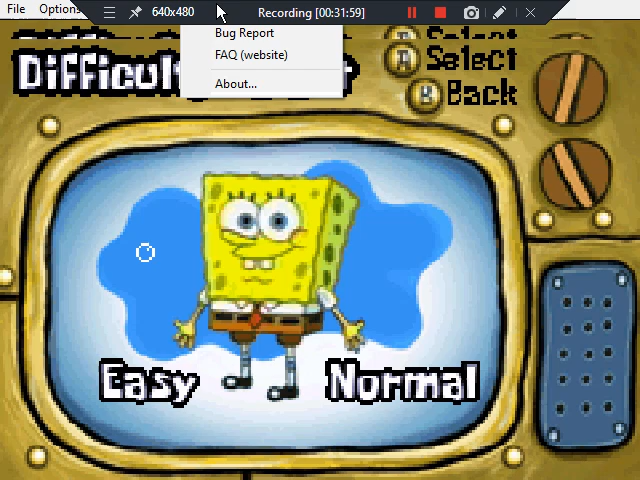 File Options 640x480 Recording [00:31:59]
Bug Report
FAQ (website)
About...
Select
A Select
B Back
Easy Normal